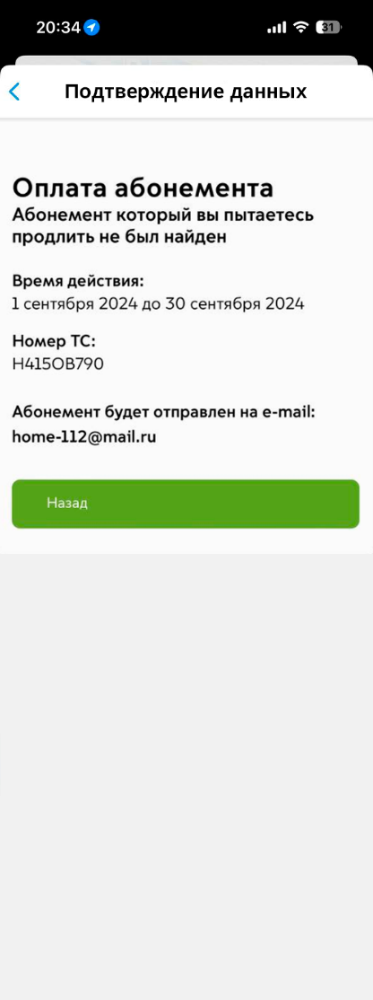 20:34
31
Подтверждение данных
Оплата абонемента
Абонемент который вы пытаетесь
продлить не был найден
Время действия:
1 сентября 2024 до 30 сентября 2024
Номер ТС:
Н415ОВ790
Абонемент будет отправлен на e-mail:
home-112@mail.ru
Назад